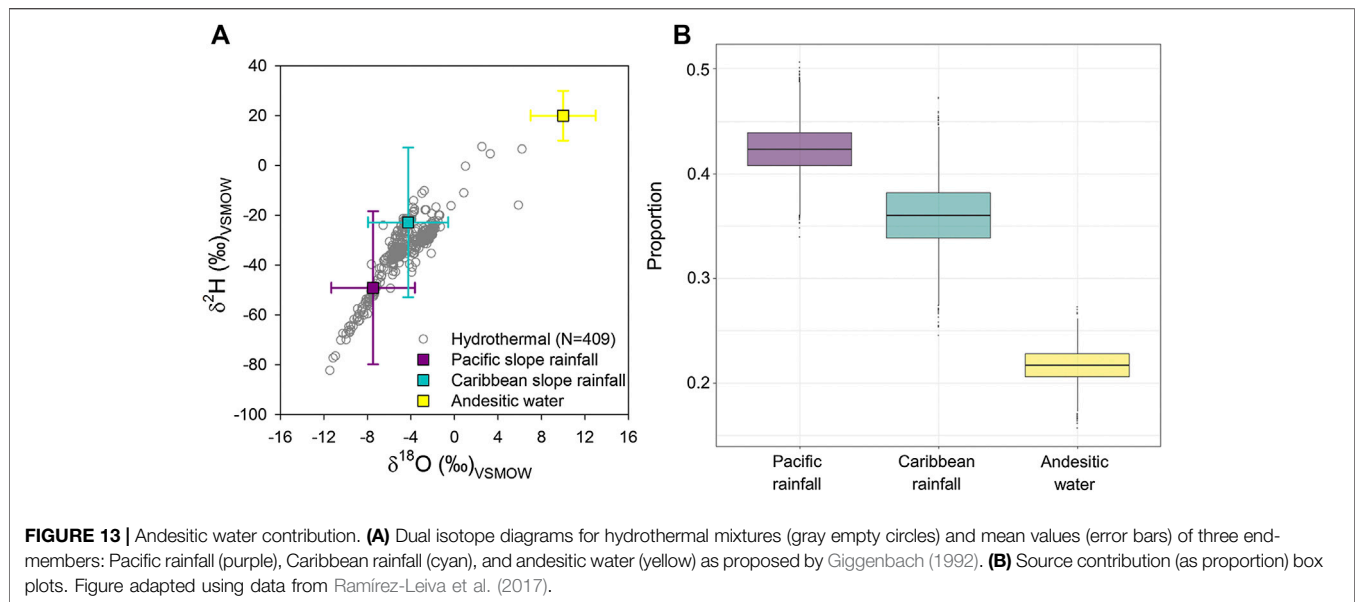 A
B
40
20
0
-20
-40
-60
-80
-100
δ²H (‰)VSMOW
Hydrothermal (N=409)
Pacific slope rainfall
Caribbean slope rainfall
Andesitic water
-16 -12 -8 -4 0 4 8 12 16
δ¹⁸O (‰)VSMOW
0.5
0.4
0.3
0.2
Proportion
Pacific
rainfall
Caribbean
rainfall
Andesitic
water
FIGURE 13 | Andesitic water contribution. (A) Dual isotope diagrams for hydrothermal mixtures (gray empty circles) and mean values (error bars) of three end-
members: Pacific rainfall (purple), Caribbean rainfall (cyan), and andesitic water (yellow) as proposed by Giggenbach (1992). (B) Source contribution (as proportion) box
plots. Figure adapted using data from Ramírez-Leiva et al. (2017).